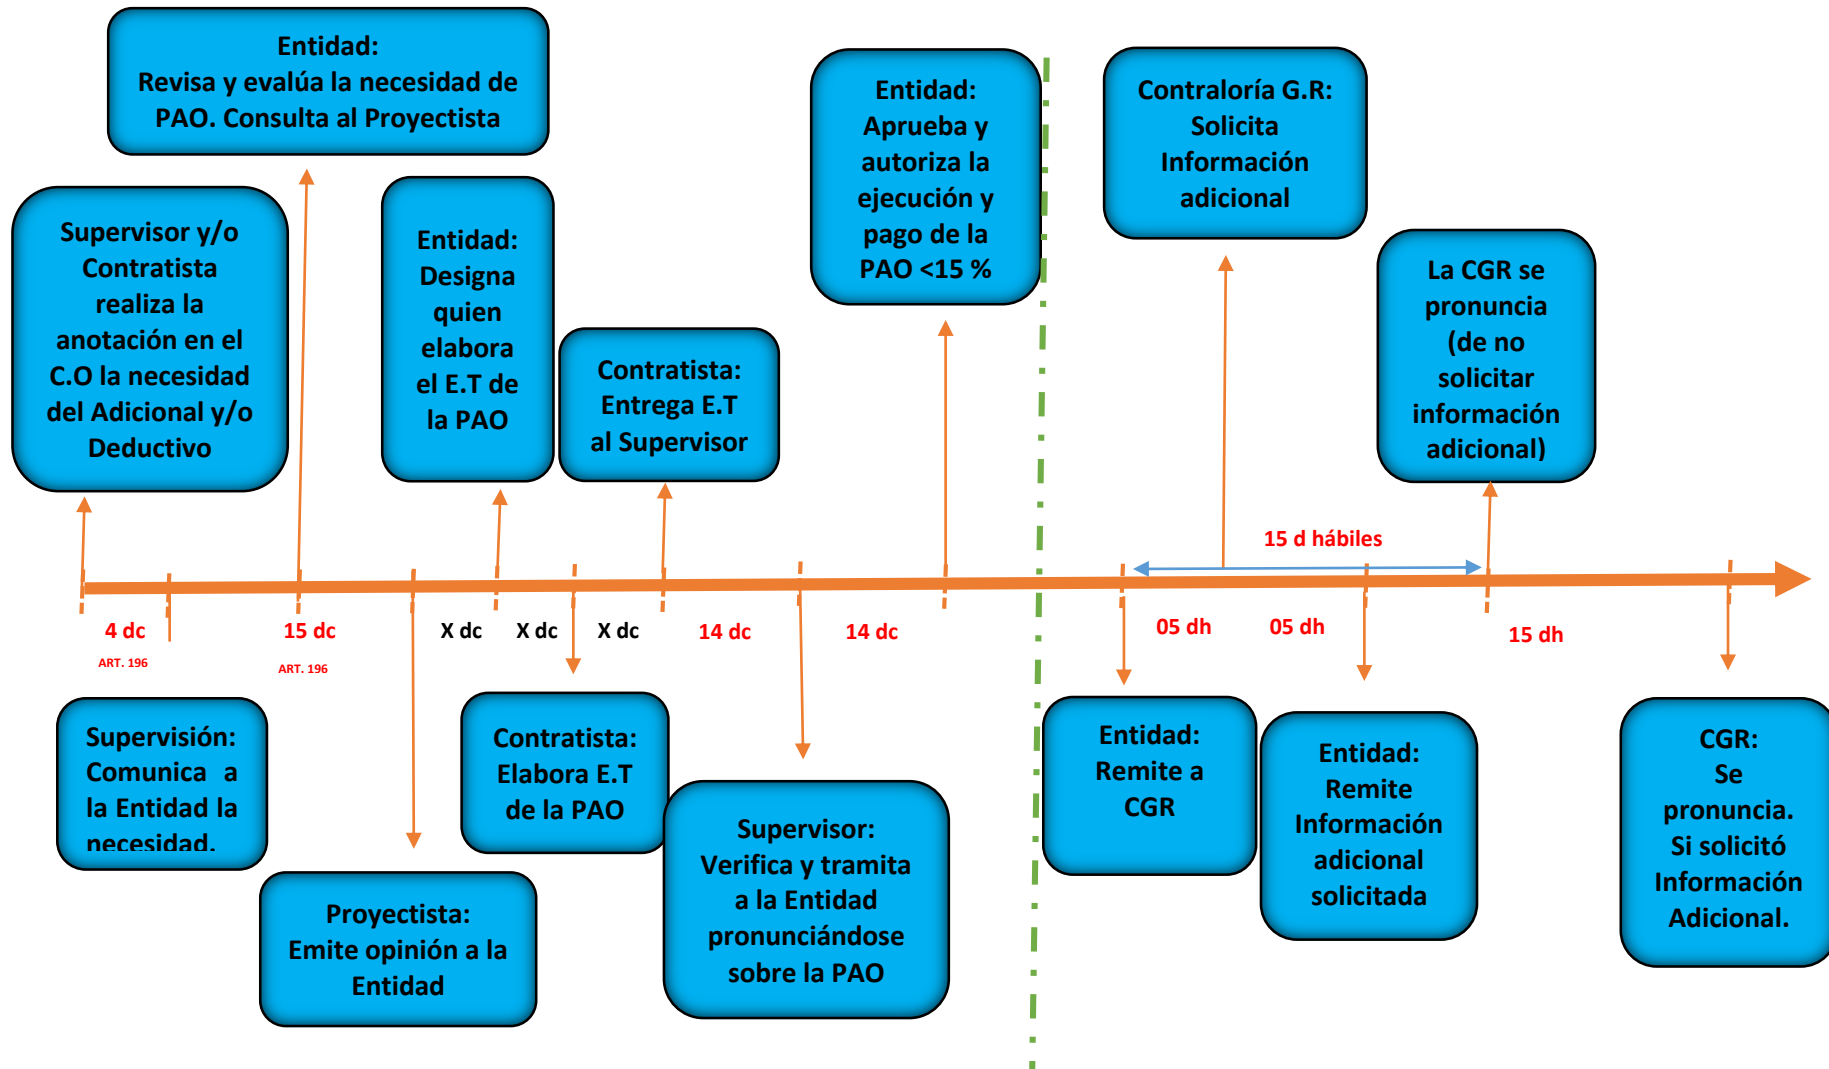 Entidad:
Revisa y evalúa la necesidad de
PAO. Consulta al Proyectista
Supervisor y/o
Contratista
realiza la
anotación en el
C.O la necesidad
del Adicional y/o
Deductivo
Entidad:
Designa
quien
elabora
el E.T de
la PAO
Contratista:
Entrega E.T
al Supervisor
Entidad:
Aprueba y
autoriza la
ejecución y
pago de la
PAO <15 %
Contraloría G.R:
Solicita
Información
adicional
La CGR se
pronuncia
(de no
solicitar
información
adicional)
15 d hábiles
4 dc
ART. 196
15 dc
ART. 196
X dc
X dc
X dc
14 dc
14 dc
05 dh
05 dh
15 dh
Supervisión:
Comunica a
la Entidad la
necesidad.
Proyectista:
Emite opinión a la
Entidad
Contratista:
Elabora E.T
de la PAO
Supervisor:
Verifica y tramita
a la Entidad
pronunciándose
sobre la PAO
Entidad:
Remite a
CGR
Entidad:
Remite
Información
adicional
solicitada
CGR:
Se
pronuncia.
Si solicitó
Información
Adicional.